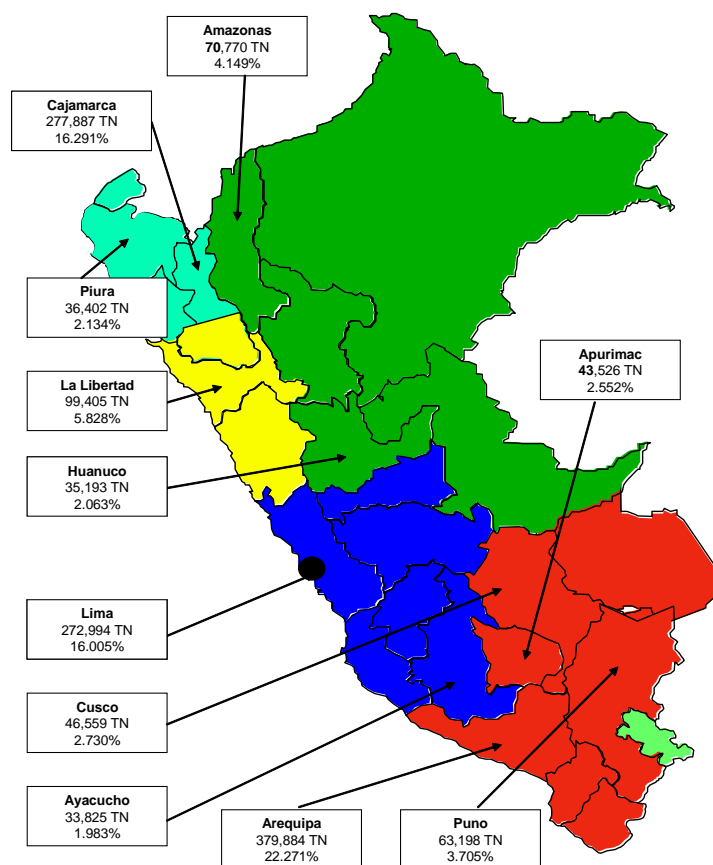 Amazonas
70,770 TN
4.149%
Cajamarca
277,887 TN
16.291%
Piura
36,402 TN
2.134%
Apurimac
43,526 TN
2.552%
La Libertad
99,405 TN
5.828%
Huanuco
35,193 TN
2.063%
Lima
272,994 TN
16.005%
Cusco
46,559 TN
2.730%
Ayacucho
33,825 TN
1.983%
Arequipa
379,884 TN
22.271%
Puno
63,198 TN
3.705%